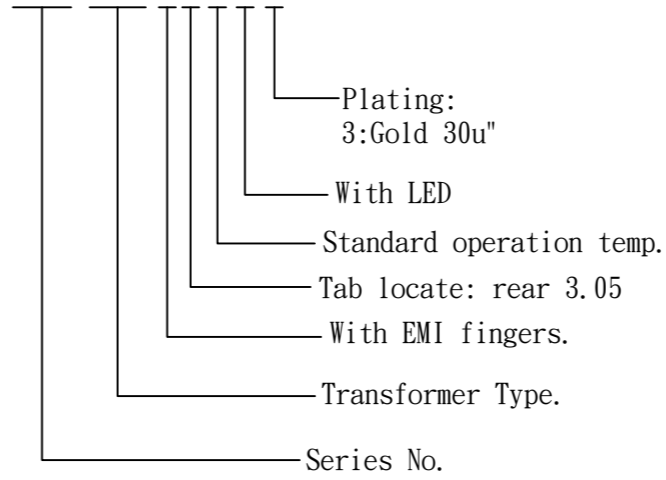 Plating:
3:Gold 30u"
With LED
Standard operation temp.
Tab locate: rear 3.05
With EMI fingers.
Transformer Type.
Series No.